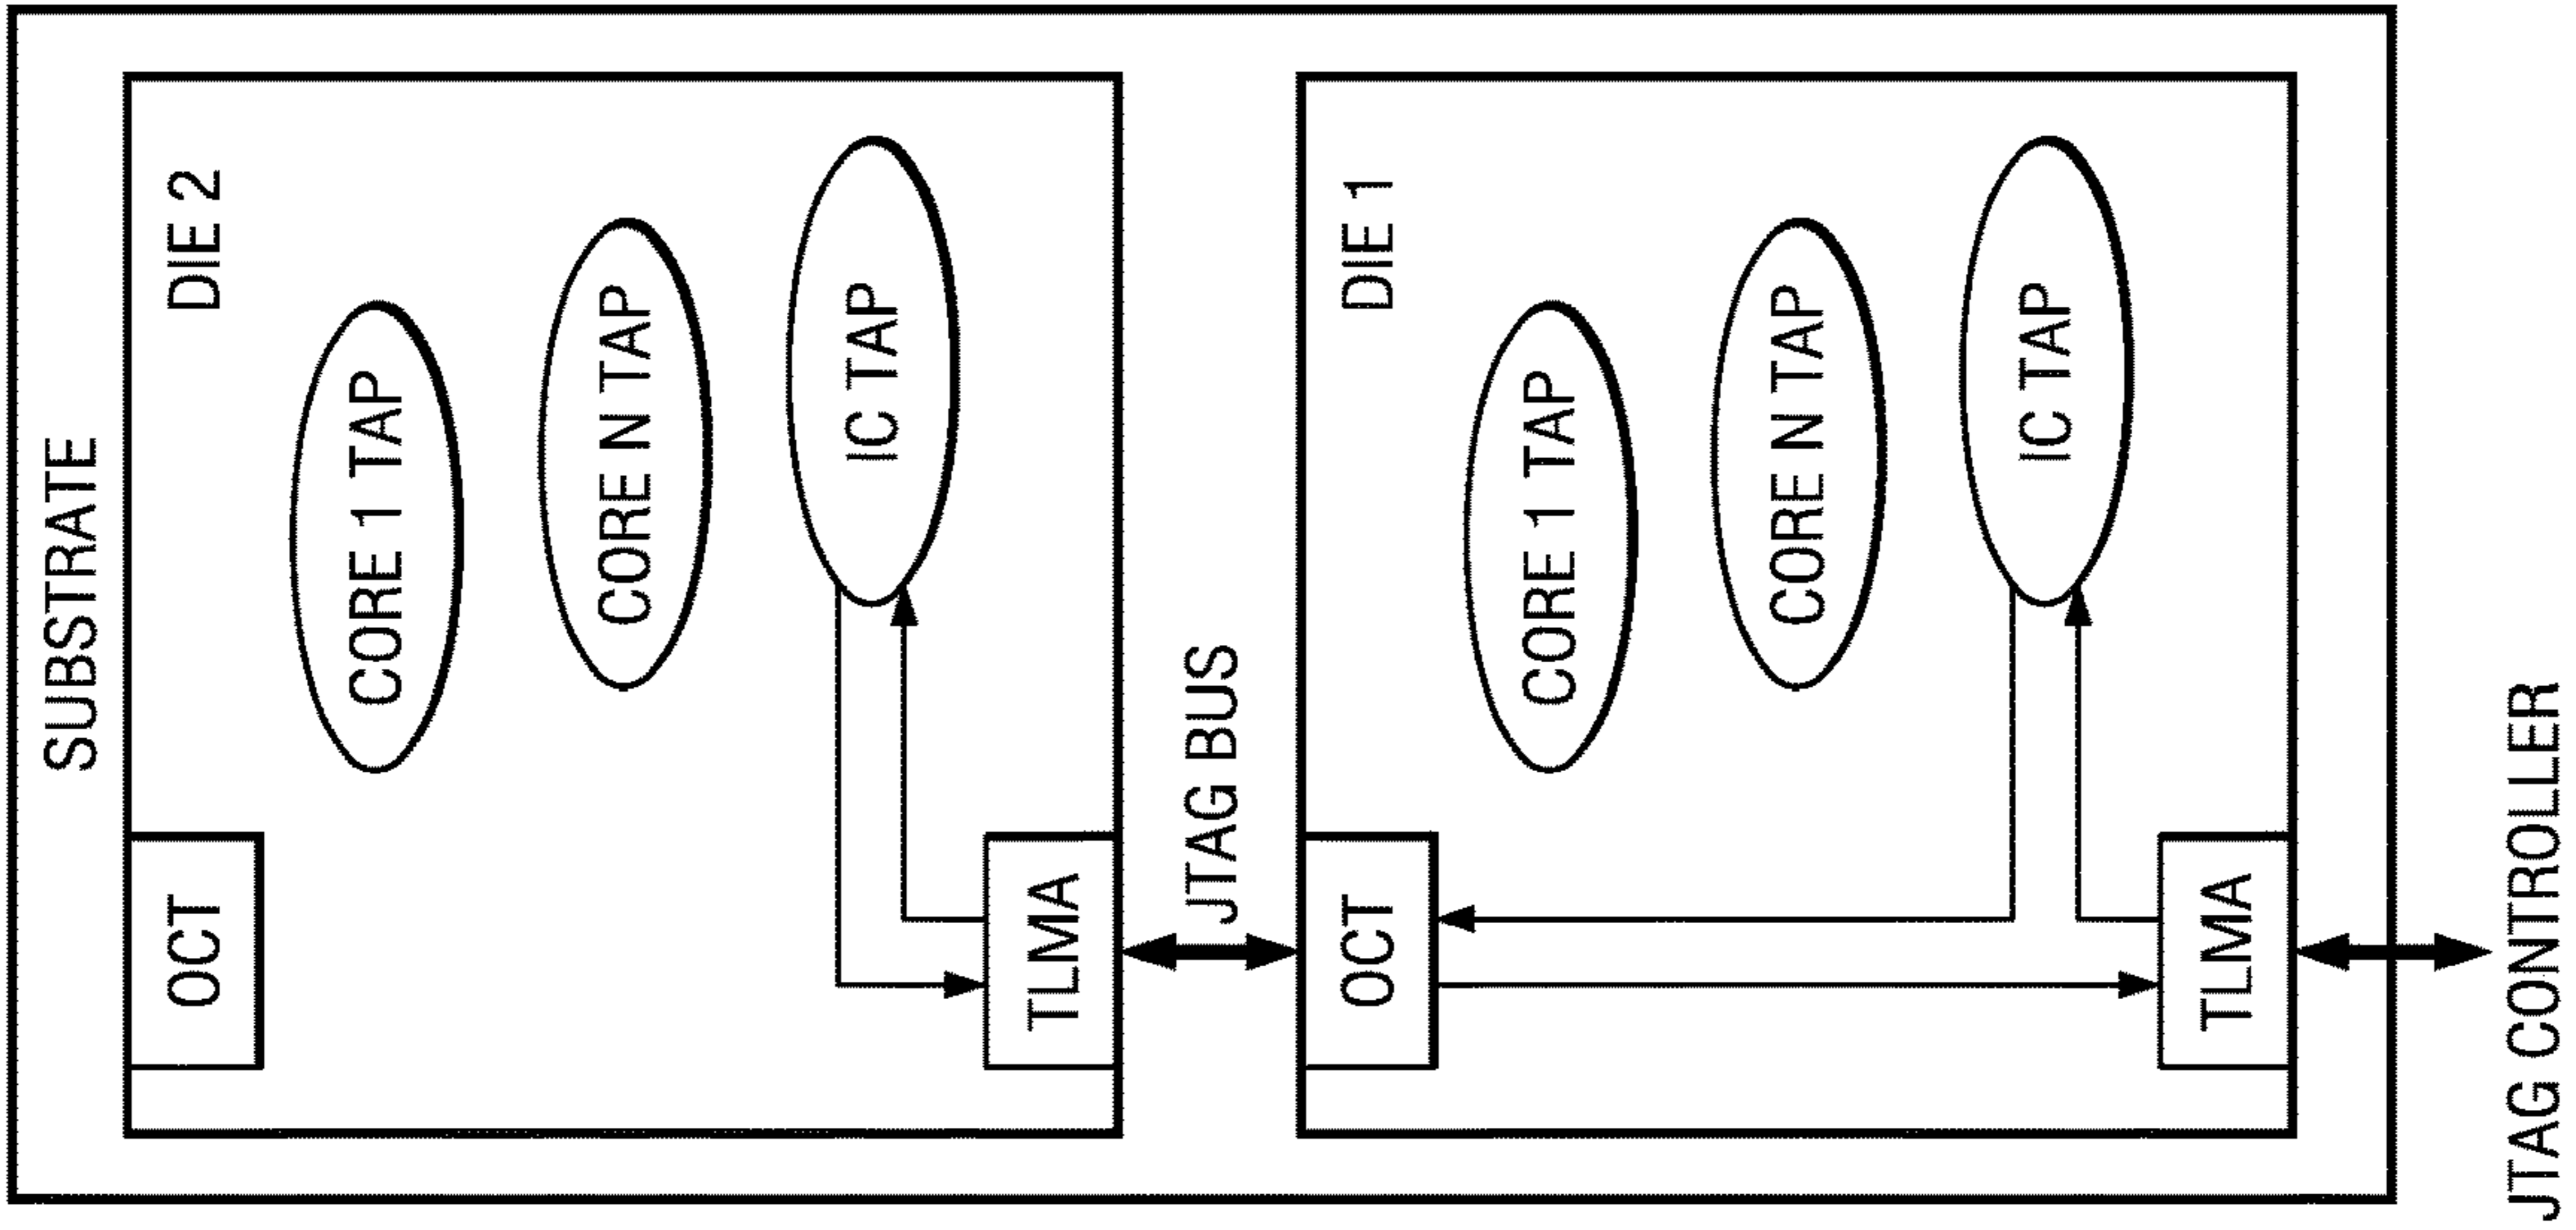 SUBSTRATE
OCT
DIE 2
CORE 1 TAP
CORE N TAP
IC TAP
TLMA
JTAG BUS
OCT
DIE 1
CORE 1 TAP
CORE N TAP
IC TAP
TLMA
JTAG CONTROLLER